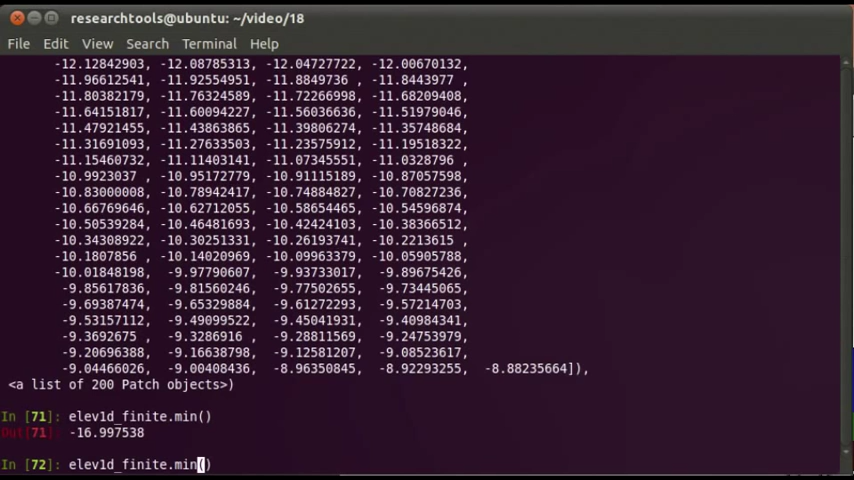 researchtools@ubuntu: ~/video/18
File Edit View Search Terminal Help
-12.12842903, -12.08785313, -12.04727722, -12.00670132,
-11.96612541, -11.92554951, -11.8849736 , -11.8443977 ,
-11.80382179, -11.76324589, -11.72266998, -11.68209408,
-11.64151817, -11.60094227, -11.56036636, -11.51979046,
-11.47921455, -11.43863865, -11.39806274, -11.35748684,
-11.31691093, -11.27633503, -11.23575912, -11.19518322,
-11.15460732, -11.11403141, -11.07345551, -11.0328796 ,
-10.9923037 , -10.95172779, -10.91115189, -10.87057598,
-10.83000008, -10.78942417, -10.74884827, -10.70827236,
-10.66769646, -10.62712055, -10.58654465, -10.54596874,
-10.50539284, -10.46481693, -10.42424103, -10.38366512,
-10.34308922, -10.30251331, -10.26193741, -10.2213615 ,
-10.1807856 , -10.14020969, -10.09963379, -10.05905788,
-10.01848198, -9.97790607, -9.93733017, -9.89675426,
-9.85617836, -9.81560246, -9.77502655, -9.73445065,
-9.69387474, -9.65329884, -9.61272293, -9.57214703,
-9.53157112, -9.49099522, -9.45041931, -9.40984341,
-9.3692675 , -9.3286916 , -9.28811569, -9.24753979,
-9.20696388, -9.16638798, -9.12581207, -9.08523617,
-9.04466026, -9.00408436, -8.96350845, -8.92293255, -8.88235664]),
<a list of 200 Patch objects>)
In [71]: elev1d_finite.min()
Out[71]: -16.997538
In [72]: elev1d_finite.min()